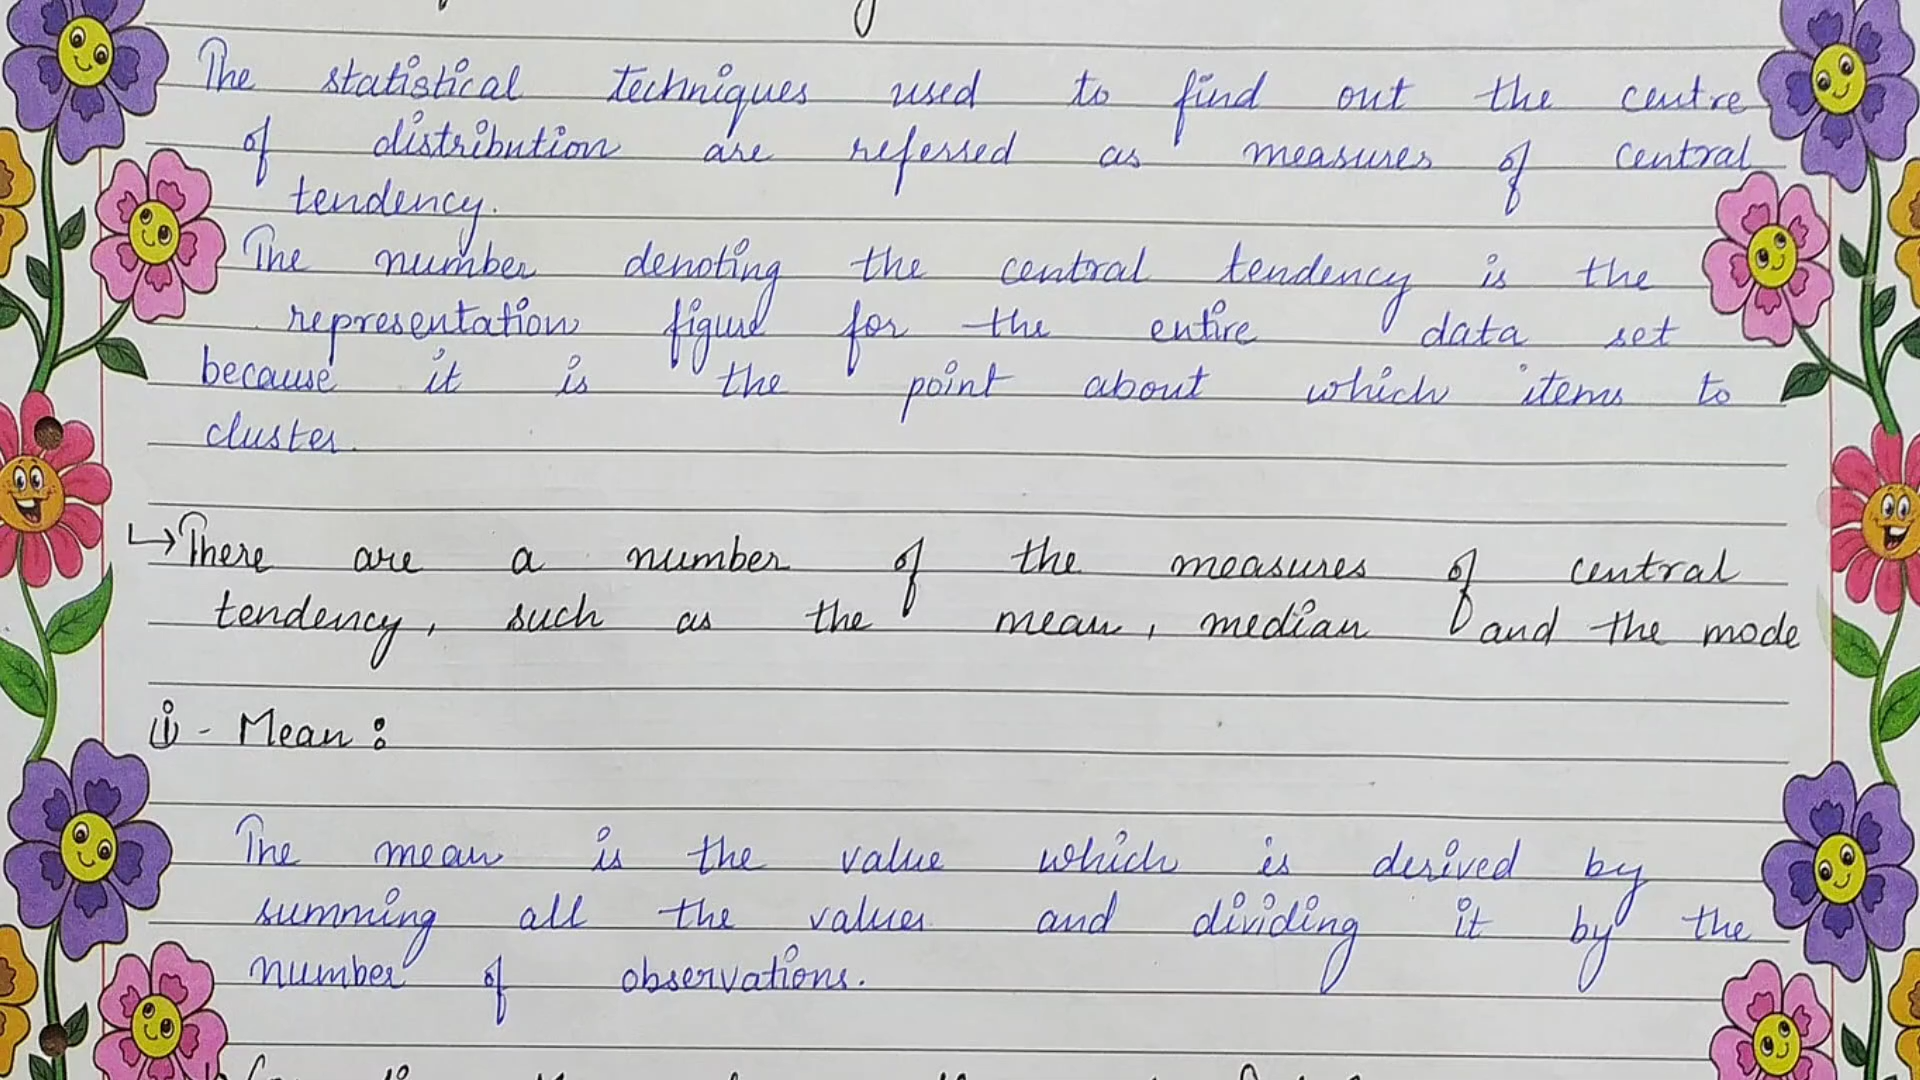 The statistical techniques used to find out the centre
of distribution are referred as measures of central
tendency.
The number denoting the central tendency is the
representation figure for the entire data set
because it is the point about which items to
cluster.
↳ There are a number of the measures of central
tendency, such as the mean, median and the mode
(i) - Mean :
The mean is the value which is derived by
summing all the values and dividing it by the
number of observations.